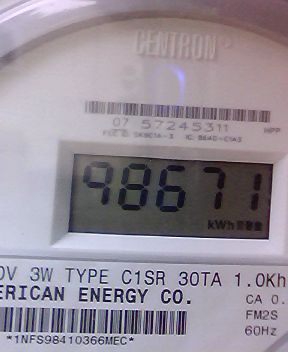 CENTRON®
07 57245311 HPP
98671
kWh
0V 3W TYPE C1SR 30TA 1.0Kh
ERICAN ENERGY CO. CA 0.
FM2S
*1NFS98410366MEC* 60Hz